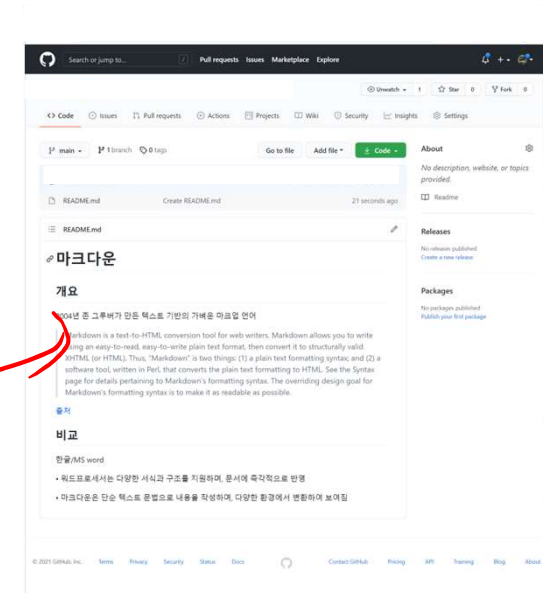 Search or jump to...
/
Pull requests Issues Marketplace Explore
Unwatch 1 Star 0 Fork 0
Code Issues Pull requests Actions Projects Wiki Security Insights Settings
main 1 branch 0 tags Go to file Add file Code
About
No description, website, or topics
provided.
Readme
README.md Create README.md 21 seconds ago
README.md
Releases
No releases published
Create a new release
Packages
No packages published
Publish your first package
마크다운
개요
2004년 존 그루버가 만든 텍스트 기반의 가벼운 마크업 언어
Markdown is a text-to-HTML conversion tool for web writers. Markdown allows you to write
using an easy-to-read, easy-to-write plain text format, then convert it to structurally valid
XHTML (or HTML). Thus, "Markdown" is two things: (1) a plain text formatting syntax; and (2) a
software tool, written in Perl, that converts the plain text formatting to HTML. See the Syntax
page for details pertaining to Markdown's formatting syntax. The overriding design goal for
Markdown's formatting syntax is to make it as readable as possible.
출처
비교
한글/MS word
• 워드프로세서는 다양한 서식과 구조를 지원하며, 문서에 즉각적으로 반영
• 마크다운은 단순 텍스트 문법으로 내용을 작성하며, 다양한 환경에서 변환하여 보여짐
© 2021 GitHub, Inc. Terms Privacy Security Status Docs Contact GitHub Pricing API Training Blog About